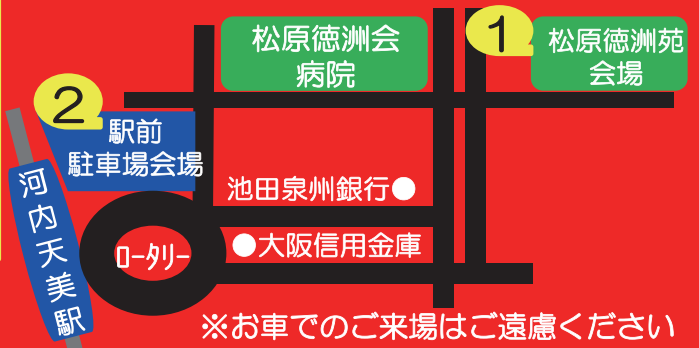 松原徳洲会
病院
1
松原徳洲苑
会場
2
駅前
駐車場会場
池田泉州銀行●
●大阪信用金庫
ロータリー
河内天美駅
※お車でのご来場はご遠慮ください